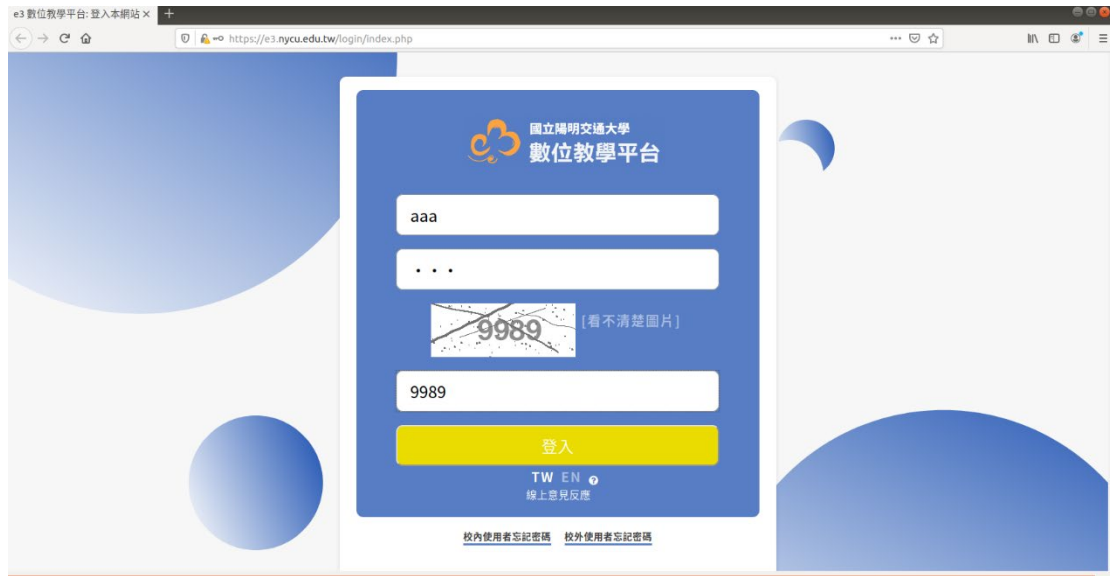 e3 數位教學平台: 登入本網站
https://e3.nycu.edu.tw/login/index.php
國立陽明交通大學
數位教學平台
aaa
9989
[看不清楚圖片]
9989
登入
TW EN
線上意見反應
校內使用者忘記密碼 校外使用者忘記密碼